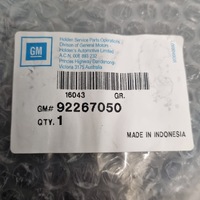 GM
Holden Service Parts Operations
Division of General Motors
Holden's Automotive Limited
A.C.N. 006 893 232
Princes Highway Dandenong,
Victoria 3175 Australia
16043 GR.
GM# 92267050
QTY. 1
MADE IN INDONESIA